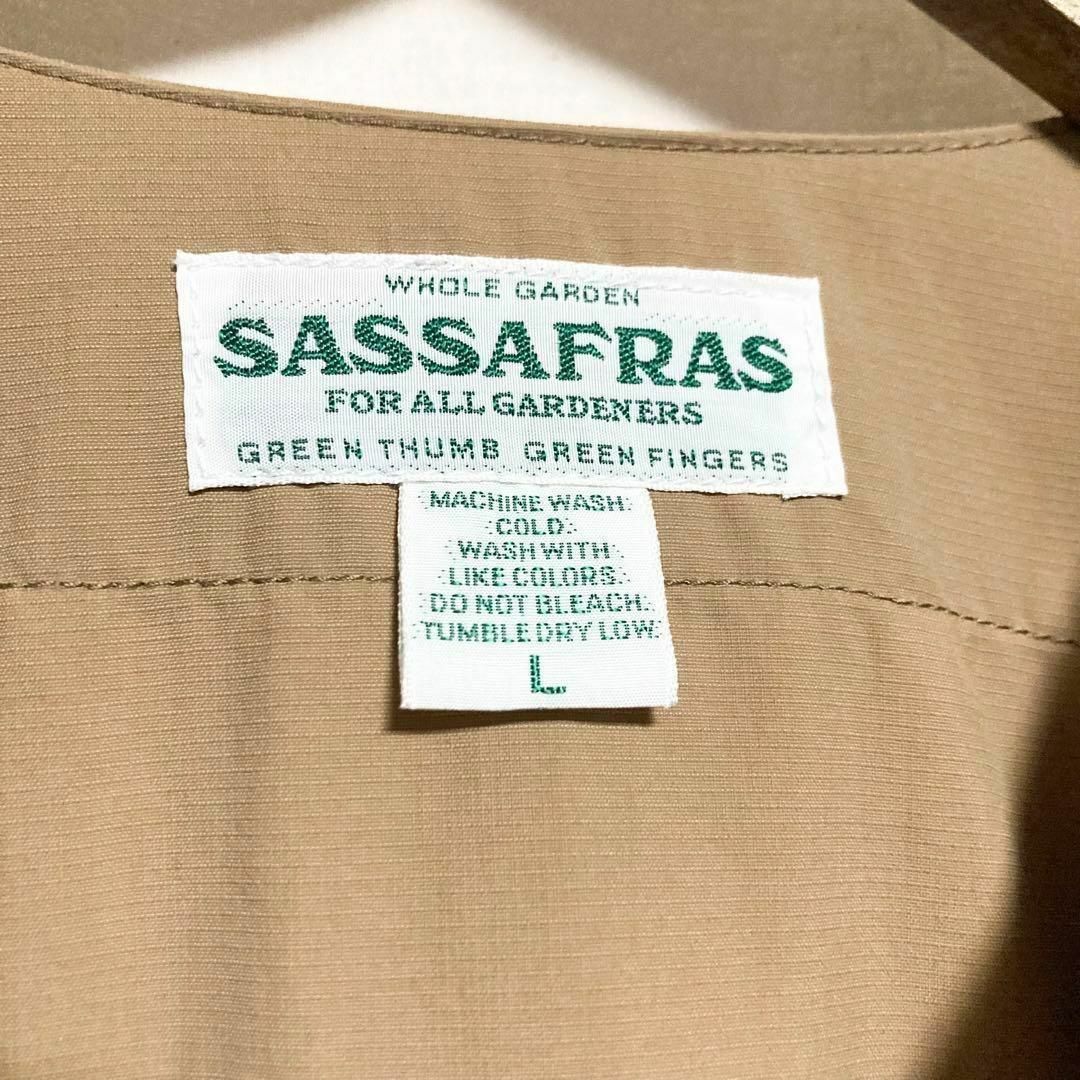 WHOLE GARDEN
SASSAFRAS
FOR ALL GARDENERS
GREEN THUMB GREEN FINGERS
MACHINE WASH
COLD
WASH WITH
LIKE COLORS
DO NOT BLEACH
TUMBLE DRY LOW
L